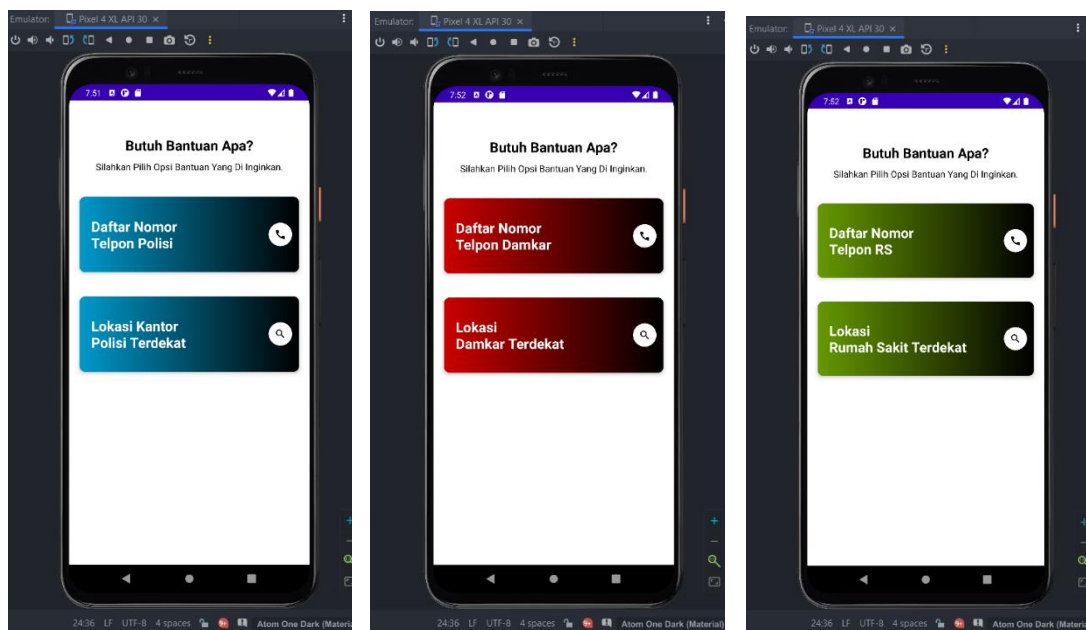 Emulator: Pixel 4 XL API 30 ×
7:51
Butuh Bantuan Apa?
Silahkan Pilih Opsi Bantuan Yang Di Inginkan.
Daftar Nomor
Telpon Polisi
Lokasi Kantor
Polisi Terdekat
24:36 LF UTF-8 4 spaces Atom One Dark (Materia
Emulator: Pixel 4 XL API 30 ×
7:52
Butuh Bantuan Apa?
Silahkan Pilih Opsi Bantuan Yang Di Inginkan.
Daftar Nomor
Telpon Damkar
Lokasi
Damkar Terdekat
24:36 LF UTF-8 4 spaces Atom One Dark (Material)
Emulator: Pixel 4 XL API 30 ×
7:52
Butuh Bantuan Apa?
Silahkan Pilih Opsi Bantuan Yang Di Inginkan.
Daftar Nomor
Telpon RS
Lokasi
Rumah Sakit Terdekat
24:36 LF UTF-8 4 spaces Atom One Dark (Materia